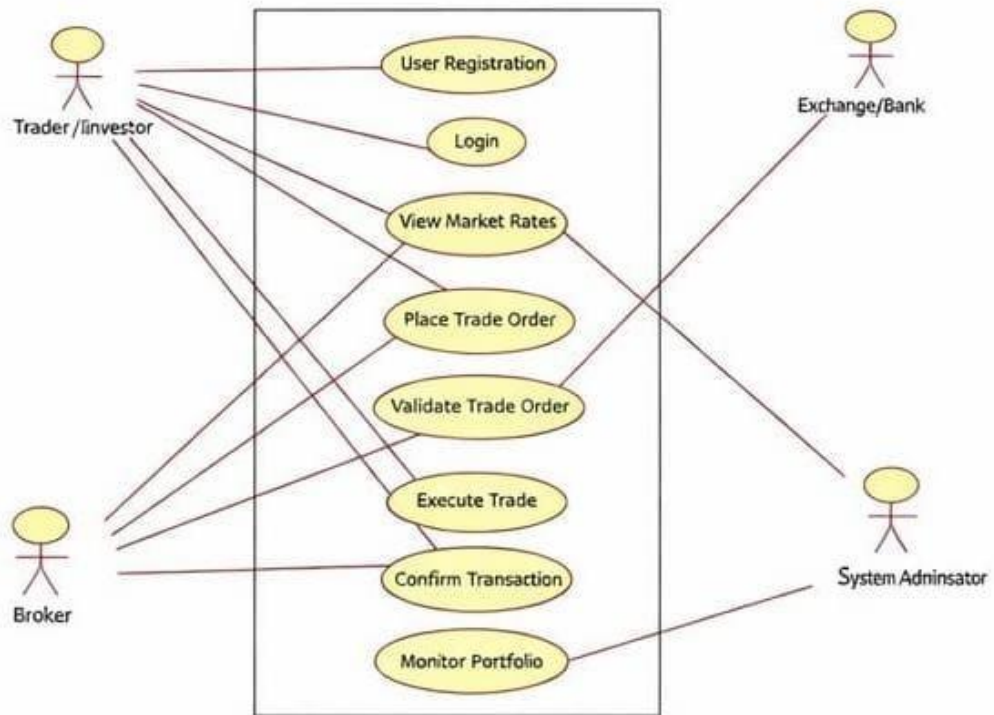 User Registration
Trader /Iinvestor
Exchange/Bank
Login
View Market Rates
Place Trade Order
Validate Trade Order
Execute Trade
Confirm Transaction
System Adninsator
Broker
Monitor Portfolio